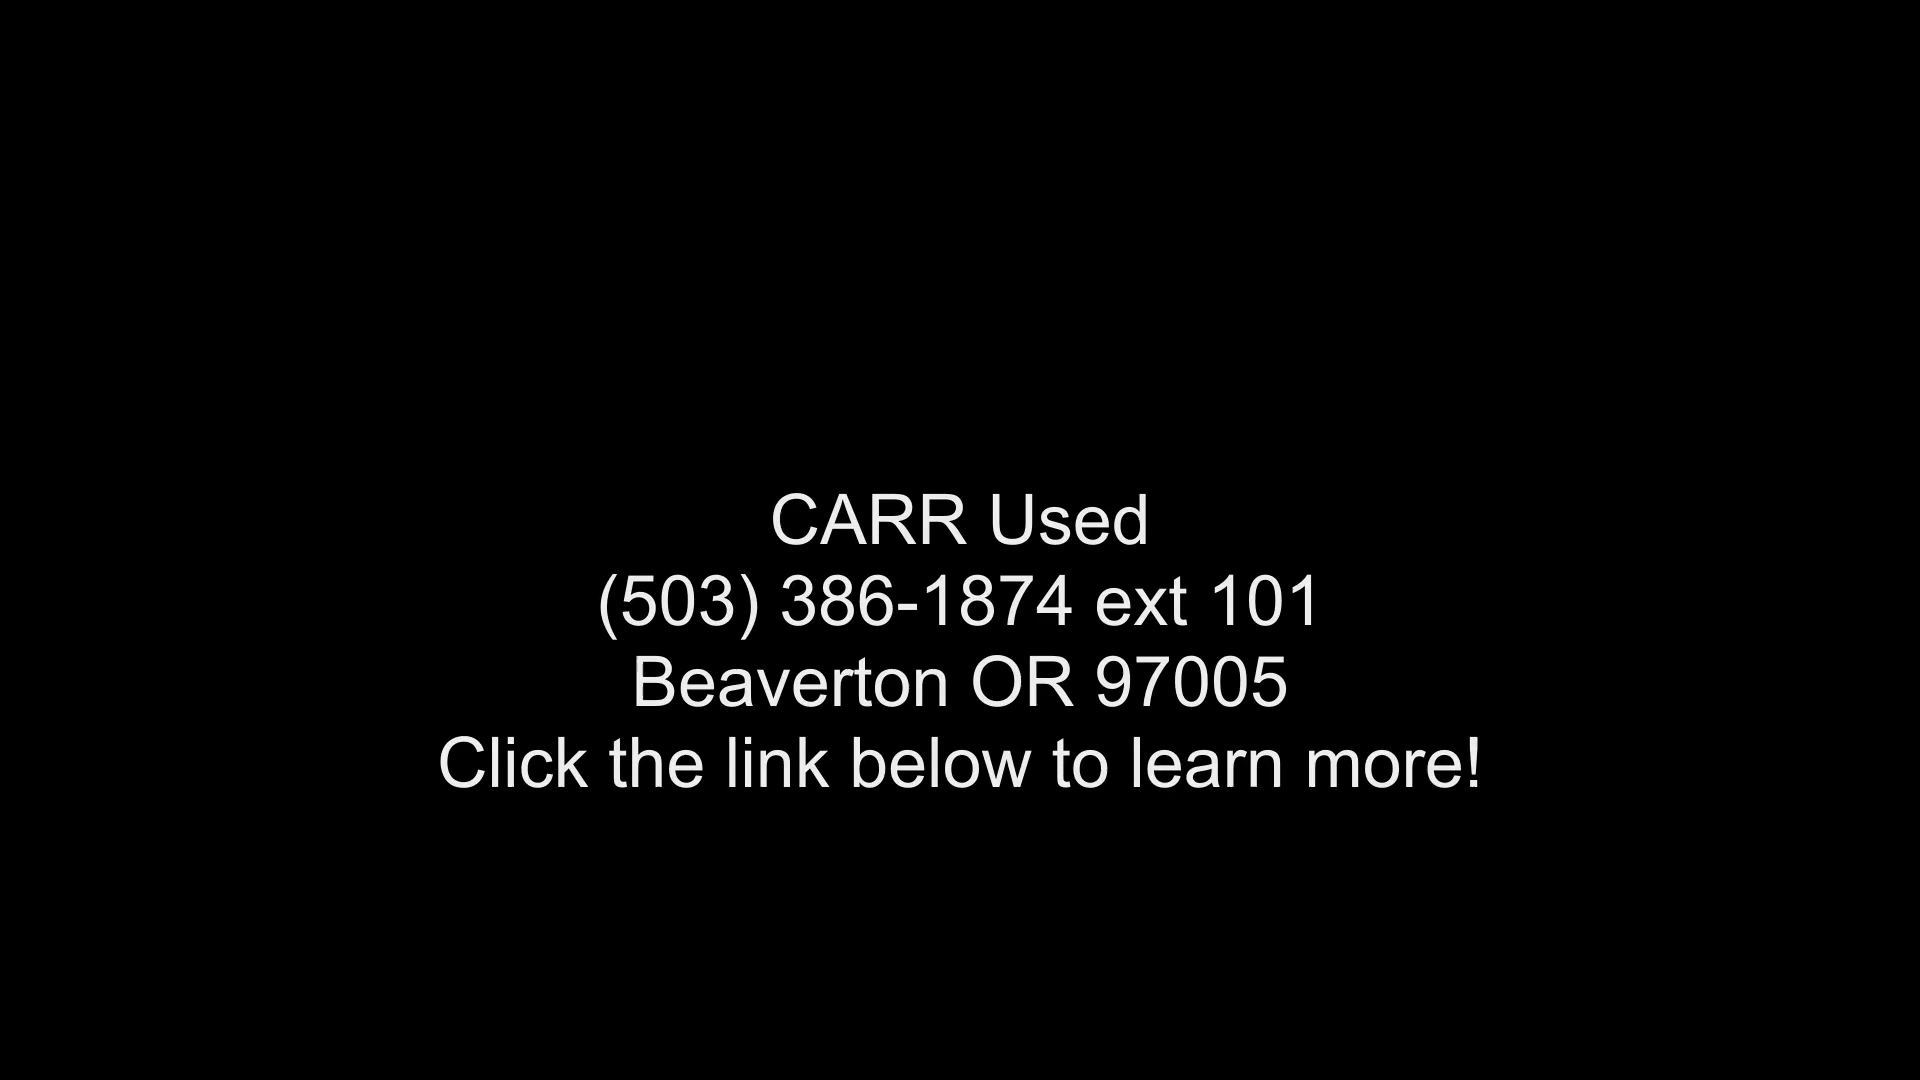 CARR Used
(503) 386-1874 ext 101
Beaverton OR 97005
Click the link below to learn more!